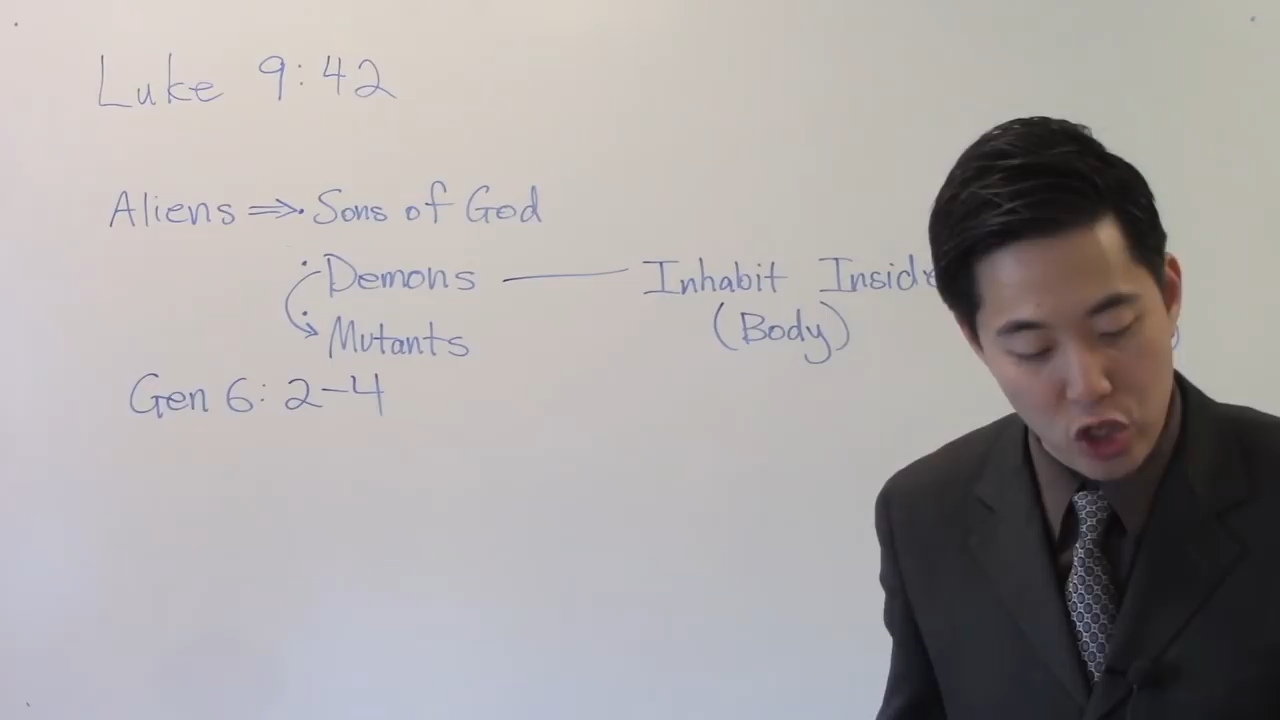 Luke 9:42
Aliens ⇒ • Sons of God
• Demons — Inhabit Inside
(Body)
• Mutants
Gen 6: 2-4